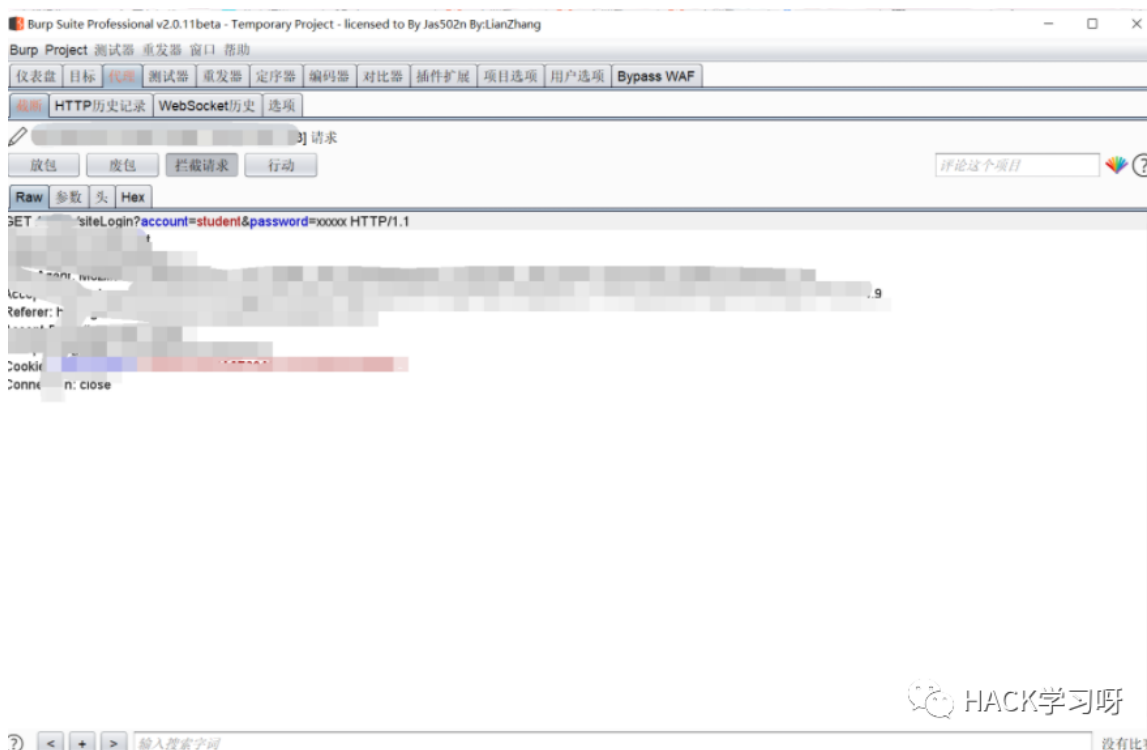 Burp Suite Professional v2.0.11beta - Temporary Project - licensed to By Jas502n By:LianZhang
Burp Project 测试器 重发器 窗口 帮助
仪表盘 目标 代理 测试器 重发器 定序器 编码器 对比器 插件扩展 项目选项 用户选项 Bypass WAF
截断 HTTP历史记录 WebSocket历史 选项
] 请求
放包 废包 拦截请求 行动 评论这个项目
Raw 参数 头 Hex
GET /siteLogin?account=student&password=xxxxx HTTP/1.1
.9
Referer: h
Cookie
Conne n: close
HACK学习呀
? < + > 输入搜索字词 没有比